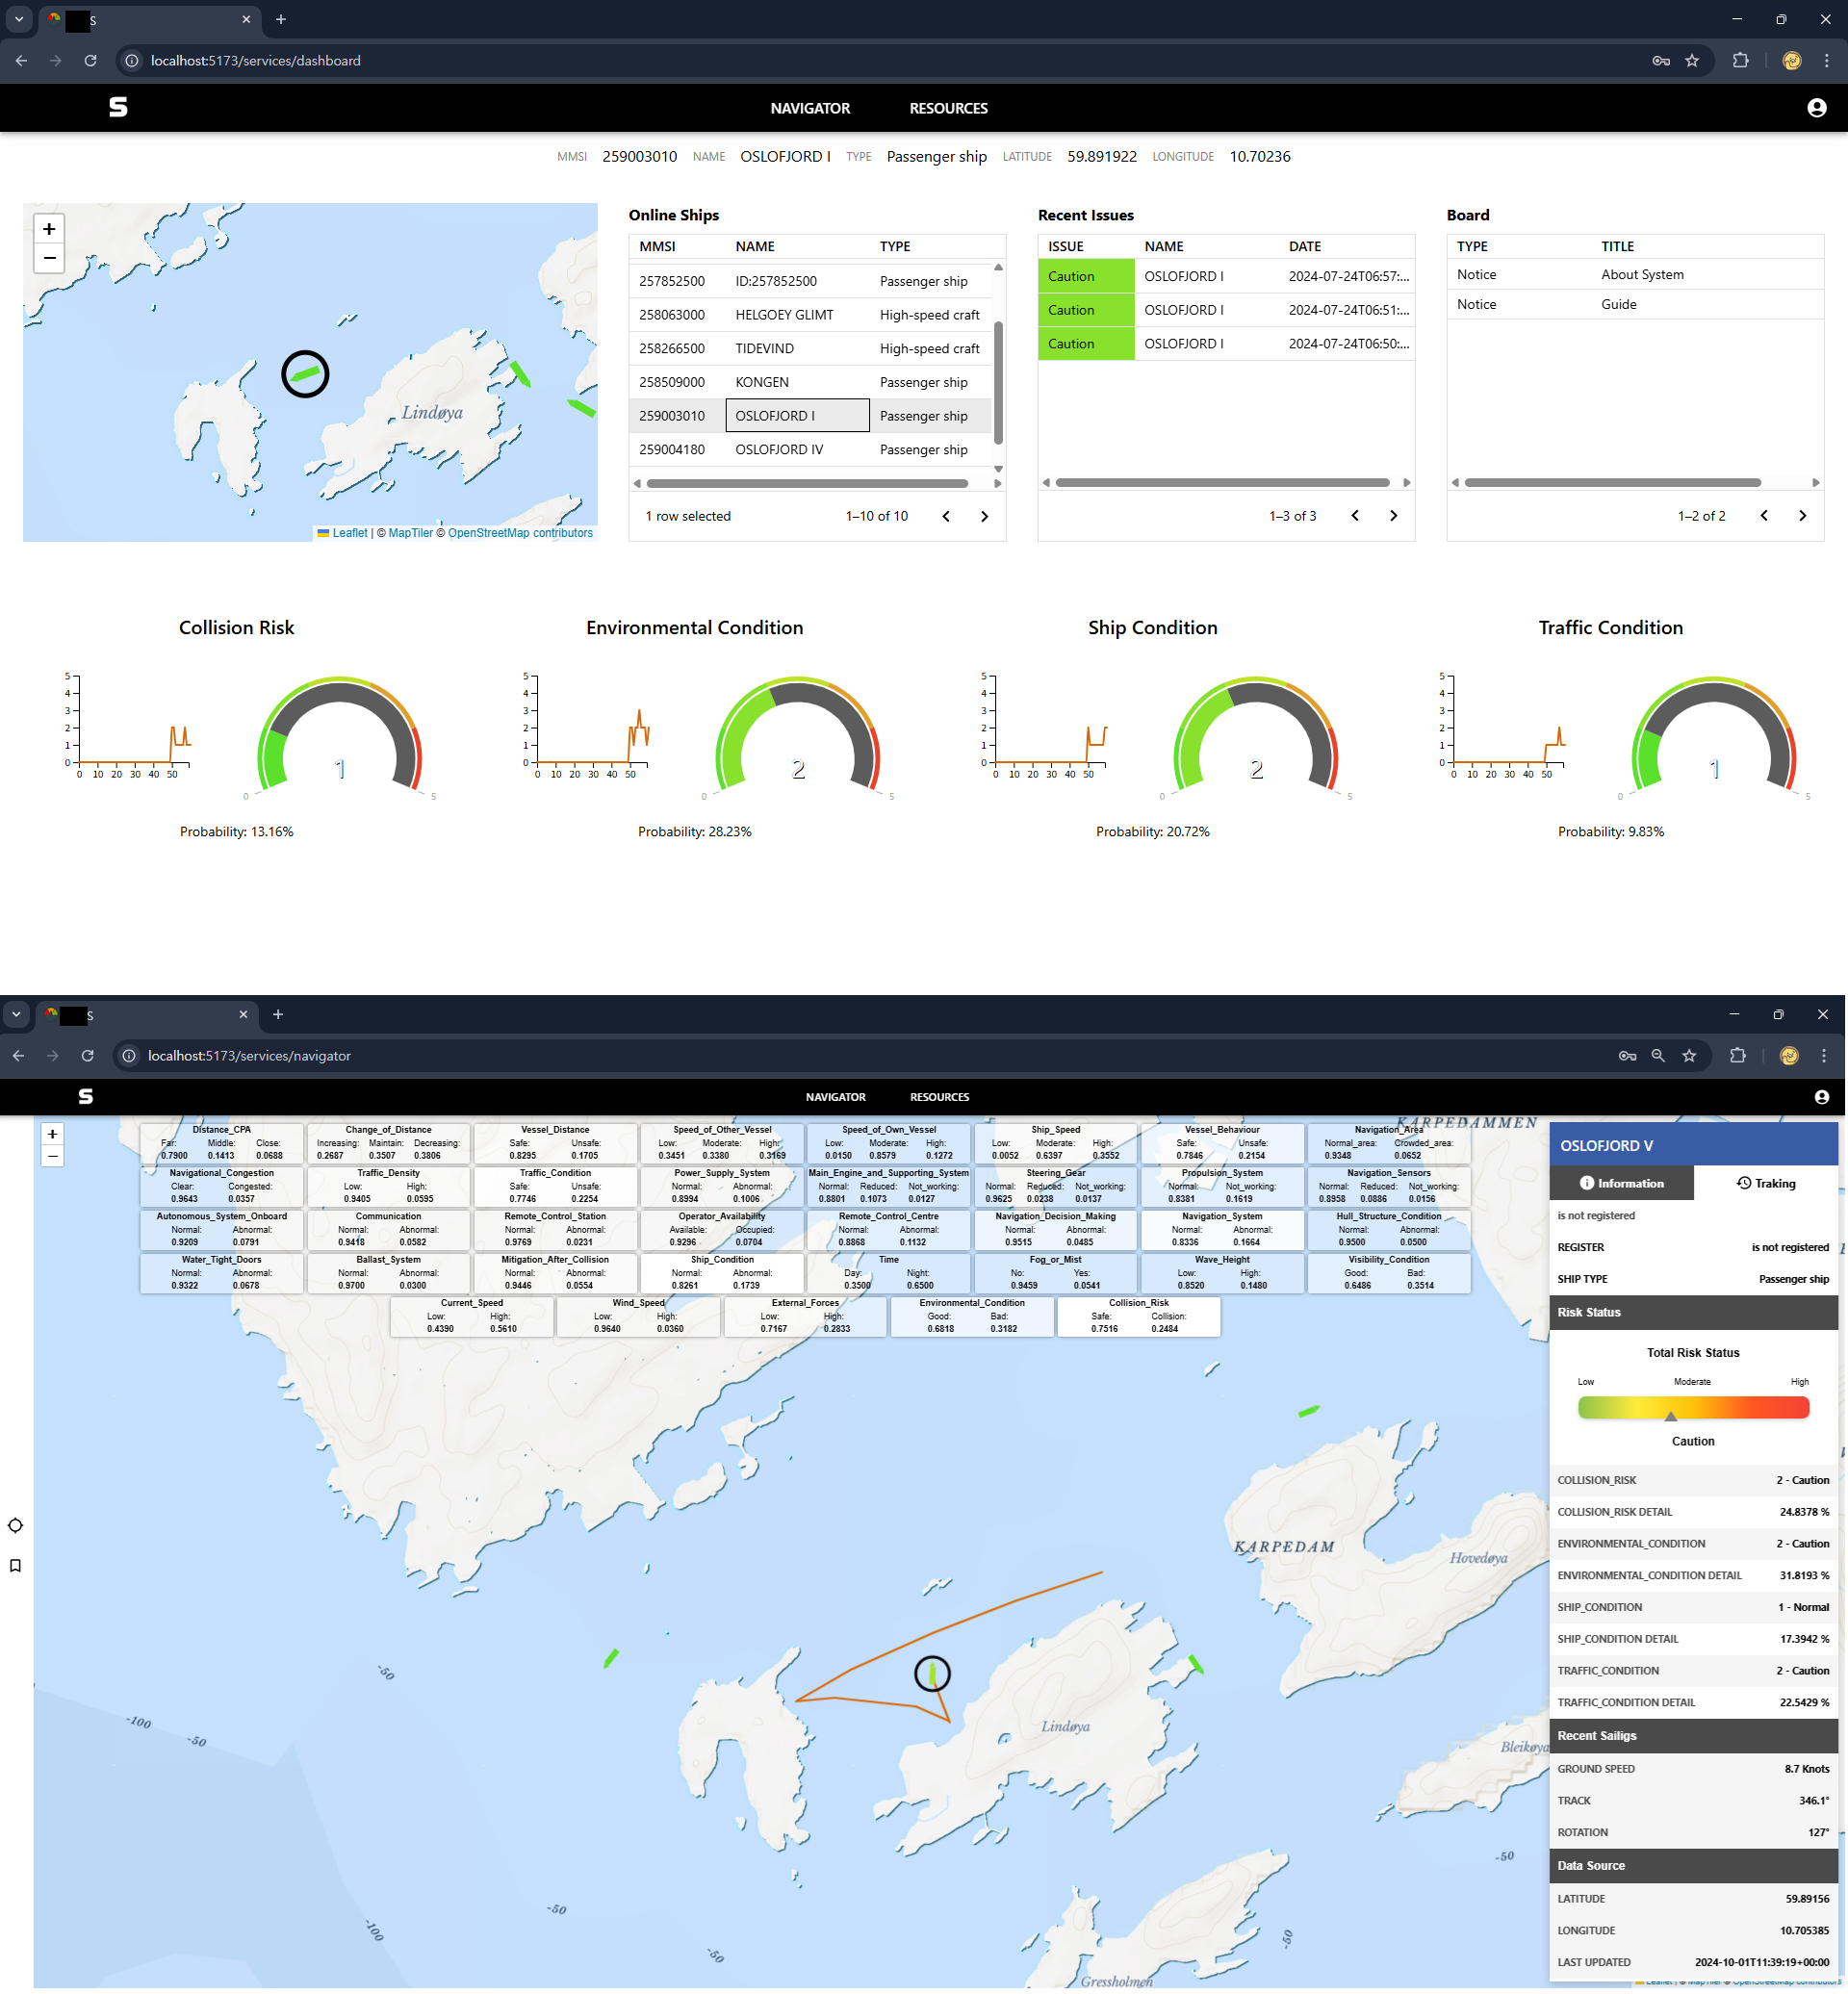 S
localhost:5173/services/dashboard
S NAVIGATOR RESOURCES
MMSI 259003010 NAME OSLOFJORD I TYPE Passenger ship LATITUDE 59.891922 LONGITUDE 10.70236
+
−
Lindøya
Leaflet | © MapTiler © OpenStreetMap contributors
Online Ships
MMSI NAME TYPE
257852500 ID:257852500 Passenger ship
258063000 HELGOEY GLIMT High-speed craft
258266500 TIDEVIND High-speed craft
258509000 KONGEN Passenger ship
259003010 OSLOFJORD I Passenger ship
259004180 OSLOFJORD IV Passenger ship
1 row selected 1–10 of 10
Recent Issues
ISSUE NAME DATE
Caution OSLOFJORD I 2024-07-24T06:57:...
Caution OSLOFJORD I 2024-07-24T06:51:...
Caution OSLOFJORD I 2024-07-24T06:50:...
1–3 of 3
Board
TYPE TITLE
Notice About System
Notice Guide
1–2 of 2
Collision Risk
5
4
3
2
1
0
0 10 20 30 40 50
1
0 5
Probability: 13.16%
Environmental Condition
5
4
3
2
1
0
0 10 20 30 40 50
2
0 5
Probability: 28.23%
Ship Condition
5
4
3
2
1
0
0 10 20 30 40 50
2
0 5
Probability: 20.72%
Traffic Condition
5
4
3
2
1
0
0 10 20 30 40 50
1
0 5
Probability: 9.83%
S
localhost:5173/services/navigator
S NAVIGATOR RESOURCES
+
−
Distance_CPA Change_of_Distance Vessel_Distance Speed_of_Other_Vessel Speed_of_Own_Vessel Ship_Speed Vessel_Behaviour Navigation_Area
Far: Middle: Close: Increasing: Maintain: Decreasing: Safe: Unsafe: Low: Moderate: High: Low: Moderate: High: Low: Moderate: High: Safe: Unsafe: Normal_area: Crowded_area:
0.7900 0.1413 0.0688 0.2687 0.3507 0.3806 0.8295 0.1705 0.3451 0.3380 0.3169 0.0150 0.8579 0.1272 0.0052 0.6397 0.3552 0.7846 0.2154 0.9348 0.0652
Navigational_Congestion Traffic_Density Traffic_Condition Power_Supply_System Main_Engine_and_Supporting_System Steering_Gear Propulsion_System Navigation_Sensors
Clear: Congested: Low: High: Safe: Unsafe: Normal: Abnormal: Normal: Reduced: Not_working: Normal: Reduced: Not_working: Normal: Not_working: Normal: Reduced: Not_working:
0.9643 0.0357 0.9405 0.0595 0.7746 0.2254 0.8994 0.1006 0.8801 0.1073 0.0127 0.9625 0.0238 0.0137 0.8381 0.1619 0.8958 0.0886 0.0156
Autonomous_System_Onboard Communication Remote_Control_Station Operator_Availability Remote_Control_Centre Navigation_Decision_Making Navigation_System Hull_Structure_Condition
Normal: Abnormal: Normal: Abnormal: Normal: Abnormal: Available: Occupied: Normal: Abnormal: Normal: Abnormal: Normal: Abnormal: Normal: Abnormal:
0.9209 0.0791 0.9418 0.0582 0.9769 0.0231 0.9296 0.0704 0.8868 0.1132 0.9515 0.0485 0.8336 0.1664 0.9500 0.0500
Water_Tight_Doors Ballast_System Mitigation_After_Collision Ship_Condition Time Fog_or_Mist Wave_Height Visibility_Condition
Normal: Abnormal: Normal: Abnormal: Normal: Abnormal: Normal: Abnormal: Day: Night: No: Yes: Low: High: Good: Bad:
0.9322 0.0678 0.9700 0.0300 0.9446 0.0554 0.8261 0.1739 0.3500 0.6500 0.9459 0.0541 0.8520 0.1480 0.6486 0.3514
Current_Speed Wind_Speed External_Forces Environmental_Condition Collision_Risk
Low: High: Low: High: Low: High: Good: Bad: Safe: Collision:
0.4390 0.5610 0.9640 0.0360 0.7167 0.2833 0.6818 0.3182 0.7516 0.2484
KARPEDAMMEN
KARPEDAM
Hovedøya
Lindøya
Bleikøya
Gressholmen
-50
-100
-50
-50
-100
-50
-50
-50
OSLOFJORD V
Information Traking
is not registered
REGISTER is not registered
SHIP TYPE Passenger ship
Risk Status
Total Risk Status
Low Moderate High
Caution
COLLISION_RISK 2 - Caution
COLLISION_RISK DETAIL 24.8378 %
ENVIRONMENTAL_CONDITION 2 - Caution
ENVIRONMENTAL_CONDITION DETAIL 31.8193 %
SHIP_CONDITION 1 - Normal
SHIP_CONDITION DETAIL 17.3942 %
TRAFFIC_CONDITION 2 - Caution
TRAFFIC_CONDITION DETAIL 22.5429 %
Recent Sailigs
GROUND SPEED 8.7 Knots
TRACK 346.1°
ROTATION 127°
Data Source
LATITUDE 59.89156
LONGITUDE 10.705385
LAST UPDATED 2024-10-01T11:39:19+00:00
Leaflet | © MapTiler © OpenStreetMap contributors